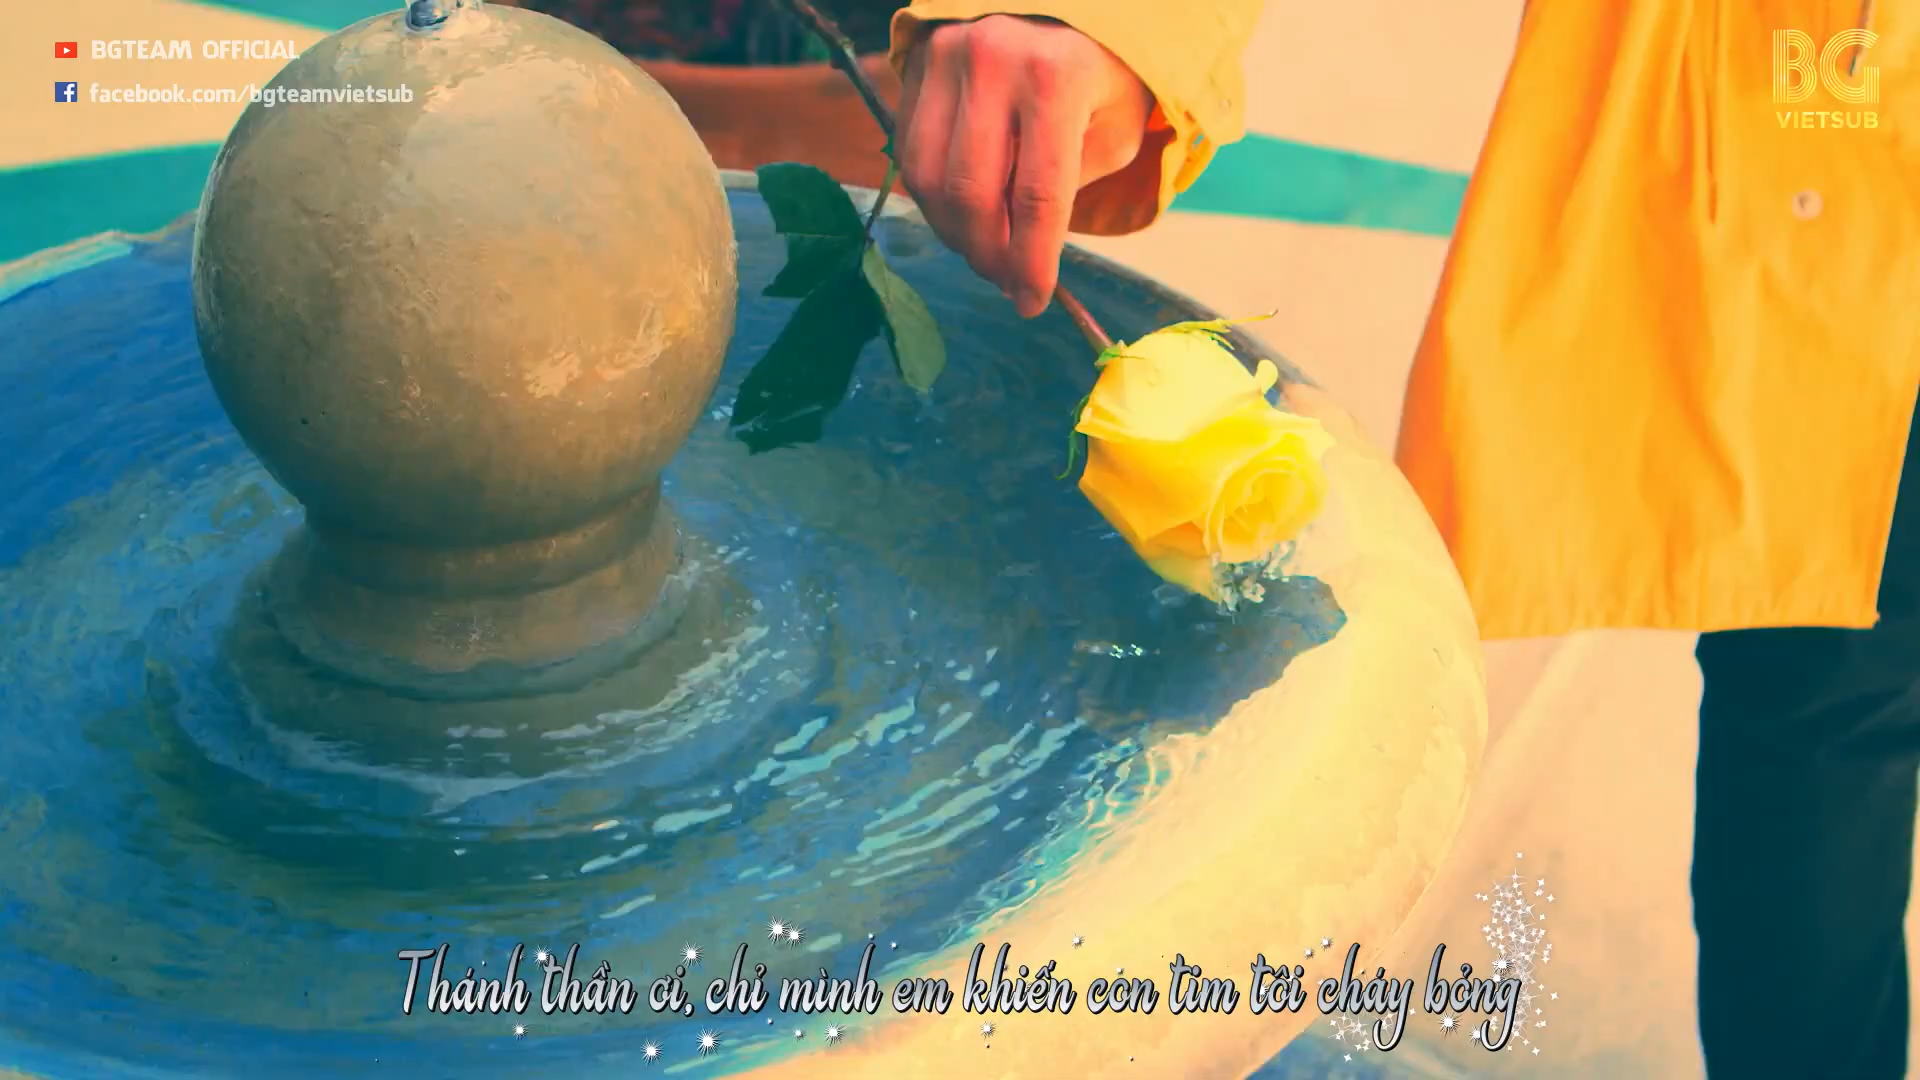 BGTEAM OFFICIAL
facebook.com/bgteamvietsub
BG
VIETSUB
Thánh thần ơi, chỉ mình em khiến con tim tôi cháy bỏng